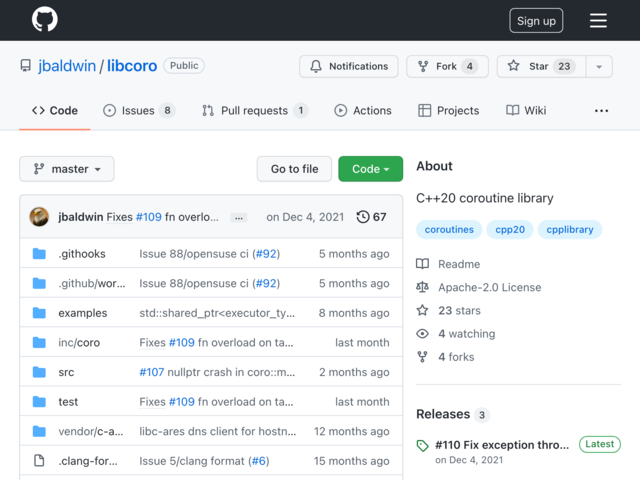 Sign up
jbaldwin / libcoro Public
Notifications Fork 4 Star 23
Code Issues 8 Pull requests 1 Actions Projects Wiki ...
master Go to file Code
jbaldwin Fixes #109 fn overlo... ... on Dec 4, 2021 67
.githooks Issue 88/opensuse ci (#92) 5 months ago
.github/wor... Issue 88/opensuse ci (#92) 5 months ago
examples std::shared_ptr<executor_ty... 8 months ago
inc/coro Fixes #109 fn overload on ta... last month
src #107 nullptr crash in coro::m... 2 months ago
test Fixes #109 fn overload on ta... last month
vendor/c-a... libc-ares dns client for hostn... 12 months ago
.clang-for... Issue 5/clang format (#6) 15 months ago
About
C++20 coroutine library
coroutines cpp20 cpplibrary
Readme
Apache-2.0 License
23 stars
4 watching
4 forks
Releases 3
#110 Fix exception thro... Latest
on Dec 4, 2021